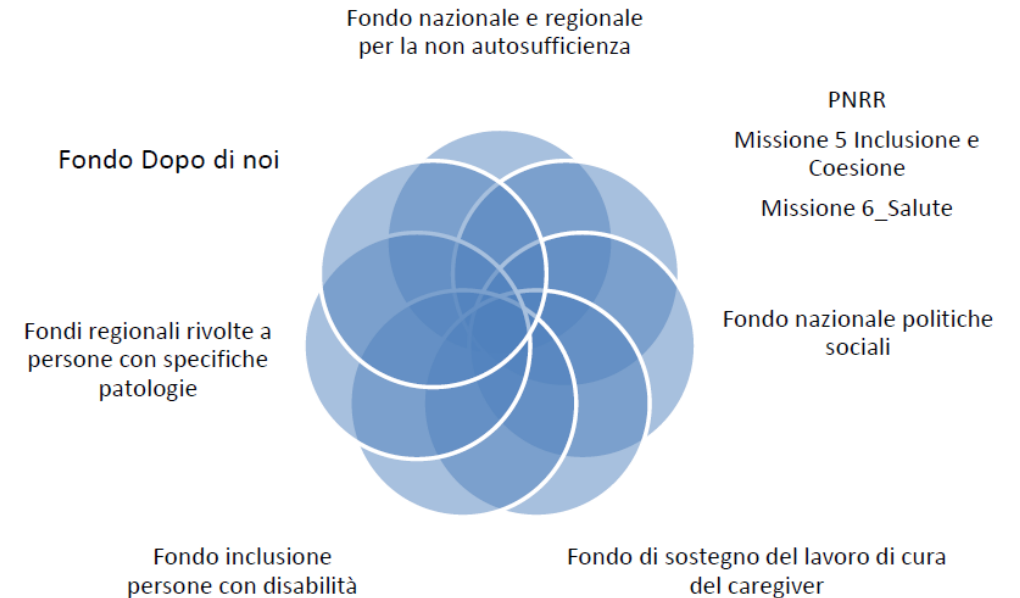 Fondo nazionale e regionale
per la non autosufficienza
PNRR
Missione 5 Inclusione e
Coesione
Missione 6_Salute
Fondo Dopo di noi
Fondo nazionale politiche
sociali
Fondi regionali rivolte a
persone con specifiche
patologie
Fondo inclusione
persone con disabilità
Fondo di sostegno del lavoro di cura
del caregiver